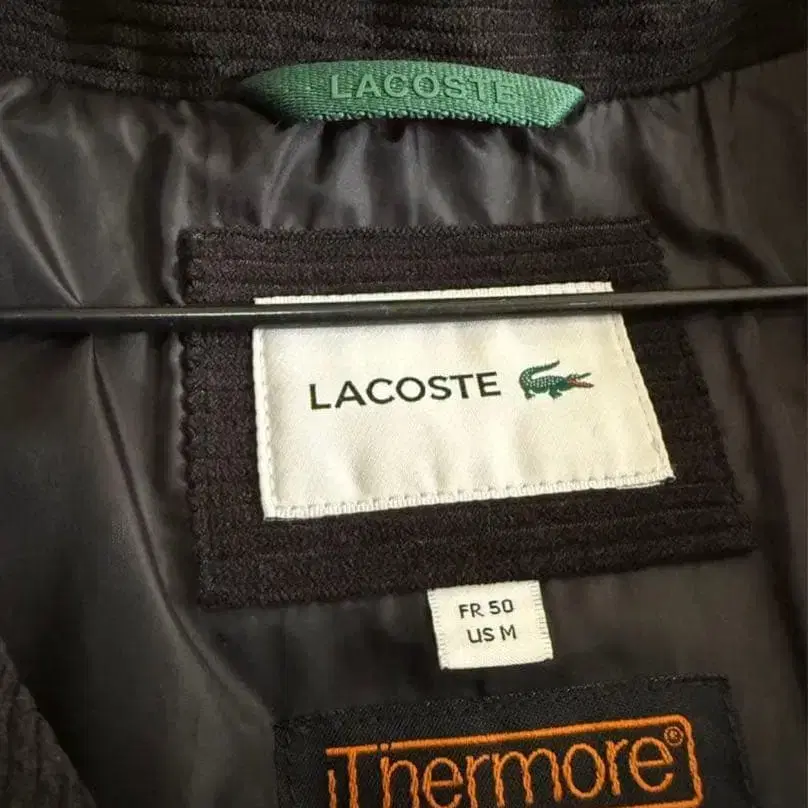 LACOSTE
LACOSTE
FR 50
US M
Thermore®